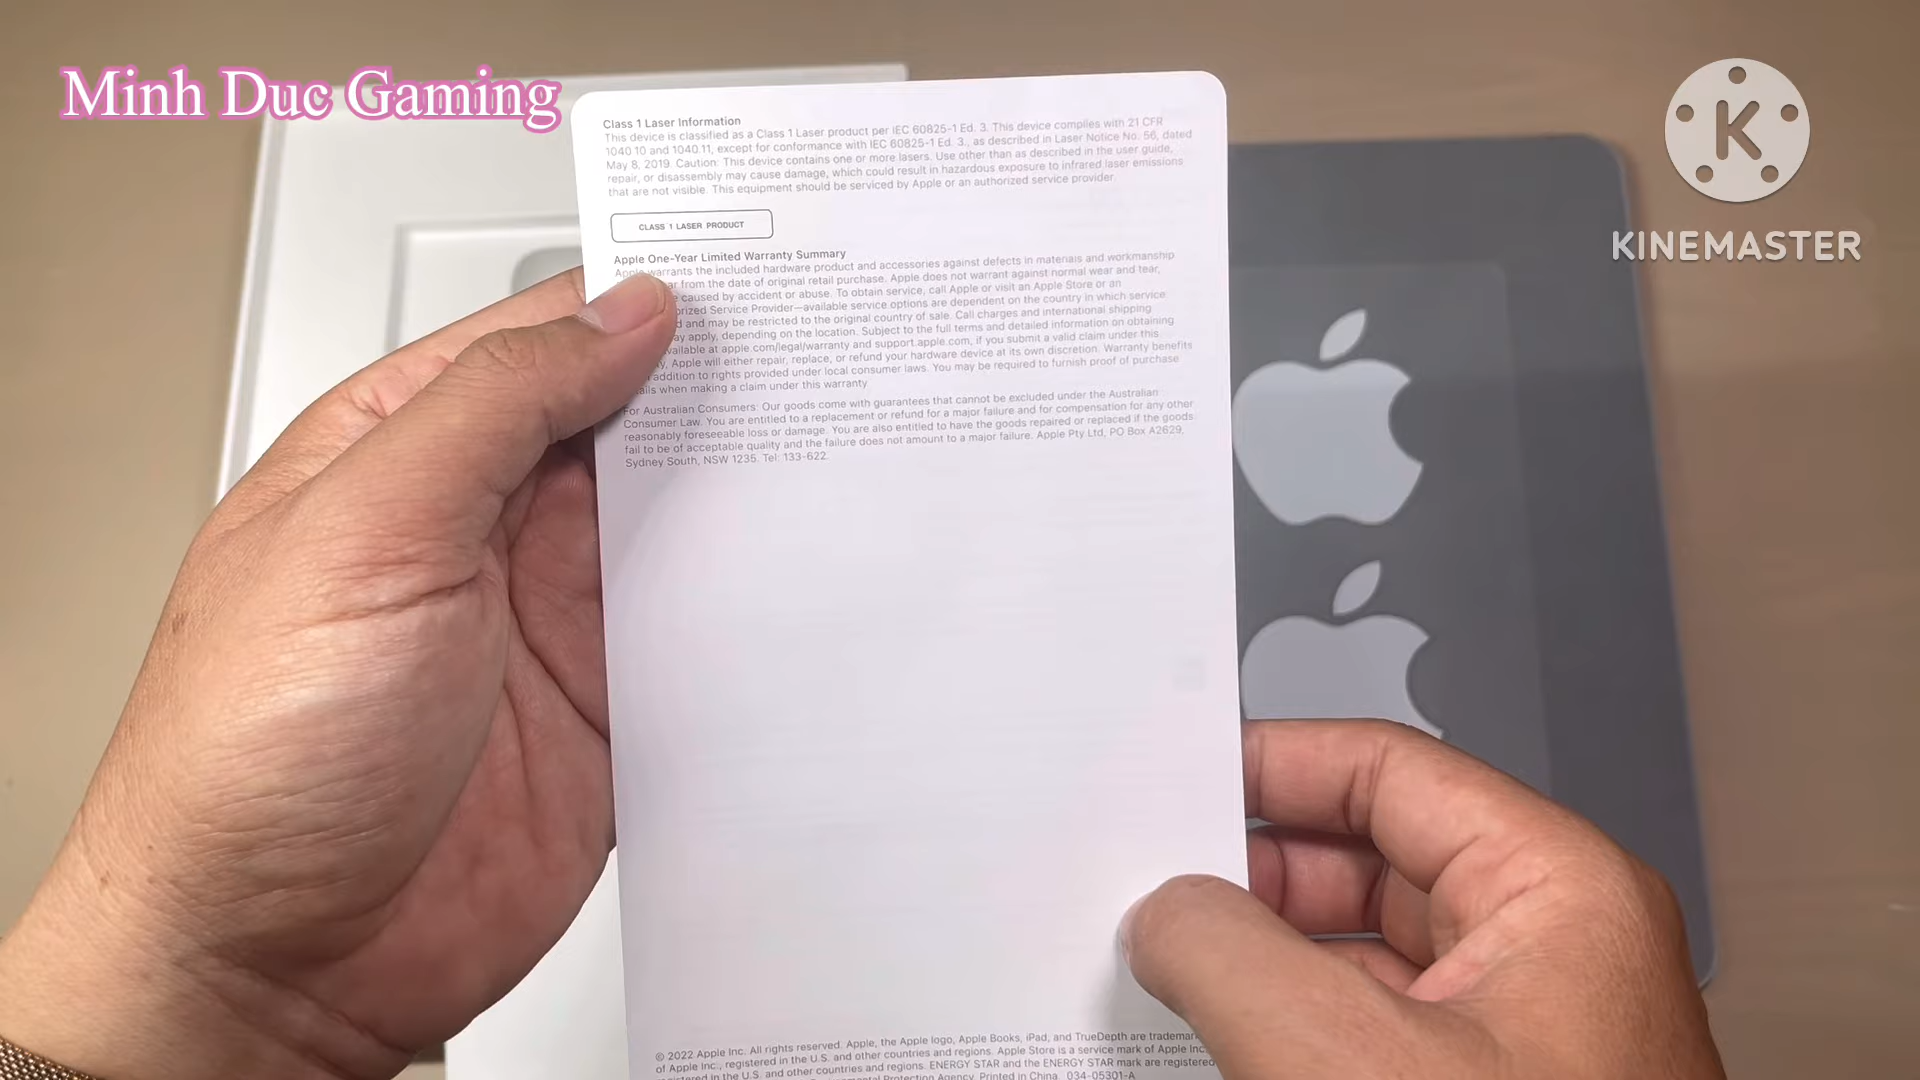 Minh Duc Gaming
KINEMASTER
Class 1 Laser Information
This device is classified as a Class 1 Laser product per IEC 60825-1 Ed. 3. This device complies with 21 CFR
1040.10 and 1040.11, except for conformance with IEC 60825-1 Ed. 3., as described in Laser Notice No. 56, dated
May 8, 2019. Caution: This device contains one or more lasers. Use other than as described in the user guide,
repair, or disassembly may cause damage, which could result in hazardous exposure to infrared laser emissions
that are not visible. This equipment should be serviced by Apple or an authorized service provider.
CLASS 1 LASER PRODUCT
Apple One-Year Limited Warranty Summary
Apple warrants the included hardware product and accessories against defects in materials and workmanship
from the date of original retail purchase. Apple does not warrant against normal wear and tear,
caused by accident or abuse. To obtain service, call Apple or visit an Apple Store or an
Service Provider—available service options are dependent on the country in which service
and may be restricted to the original country of sale. Call charges and international shipping
apply, depending on the location. Subject to the full terms and detailed information on obtaining
at apple.com/legal/warranty and support.apple.com, if you submit a valid claim under this
Apple will either repair, replace, or refund your hardware device at its own discretion. Warranty benefits
addition to rights provided under local consumer laws. You may be required to furnish proof of purchase
when making a claim under this warranty.
For Australian Consumers: Our goods come with guarantees that cannot be excluded under the Australian
Consumer Law. You are entitled to a replacement or refund for a major failure and for compensation for any other
reasonably foreseeable loss or damage. You are also entitled to have the goods repaired or replaced if the goods
fail to be of acceptable quality and the failure does not amount to a major failure. Apple Pty Ltd, PO Box A2629,
Sydney South, NSW 1235. Tel: 133-622.
© 2022 Apple Inc. All rights reserved. Apple, the Apple logo, Apple Books, iPad, and TrueDepth are
of Apple Inc., registered in the U.S. and other countries and regions. Apple Store is a service mark of Apple Inc.,
registered in the U.S. and other countries and regions. ENERGY STAR and the ENERGY STAR mark are registered
Protection Agency. Printed in China. 034-05301-A